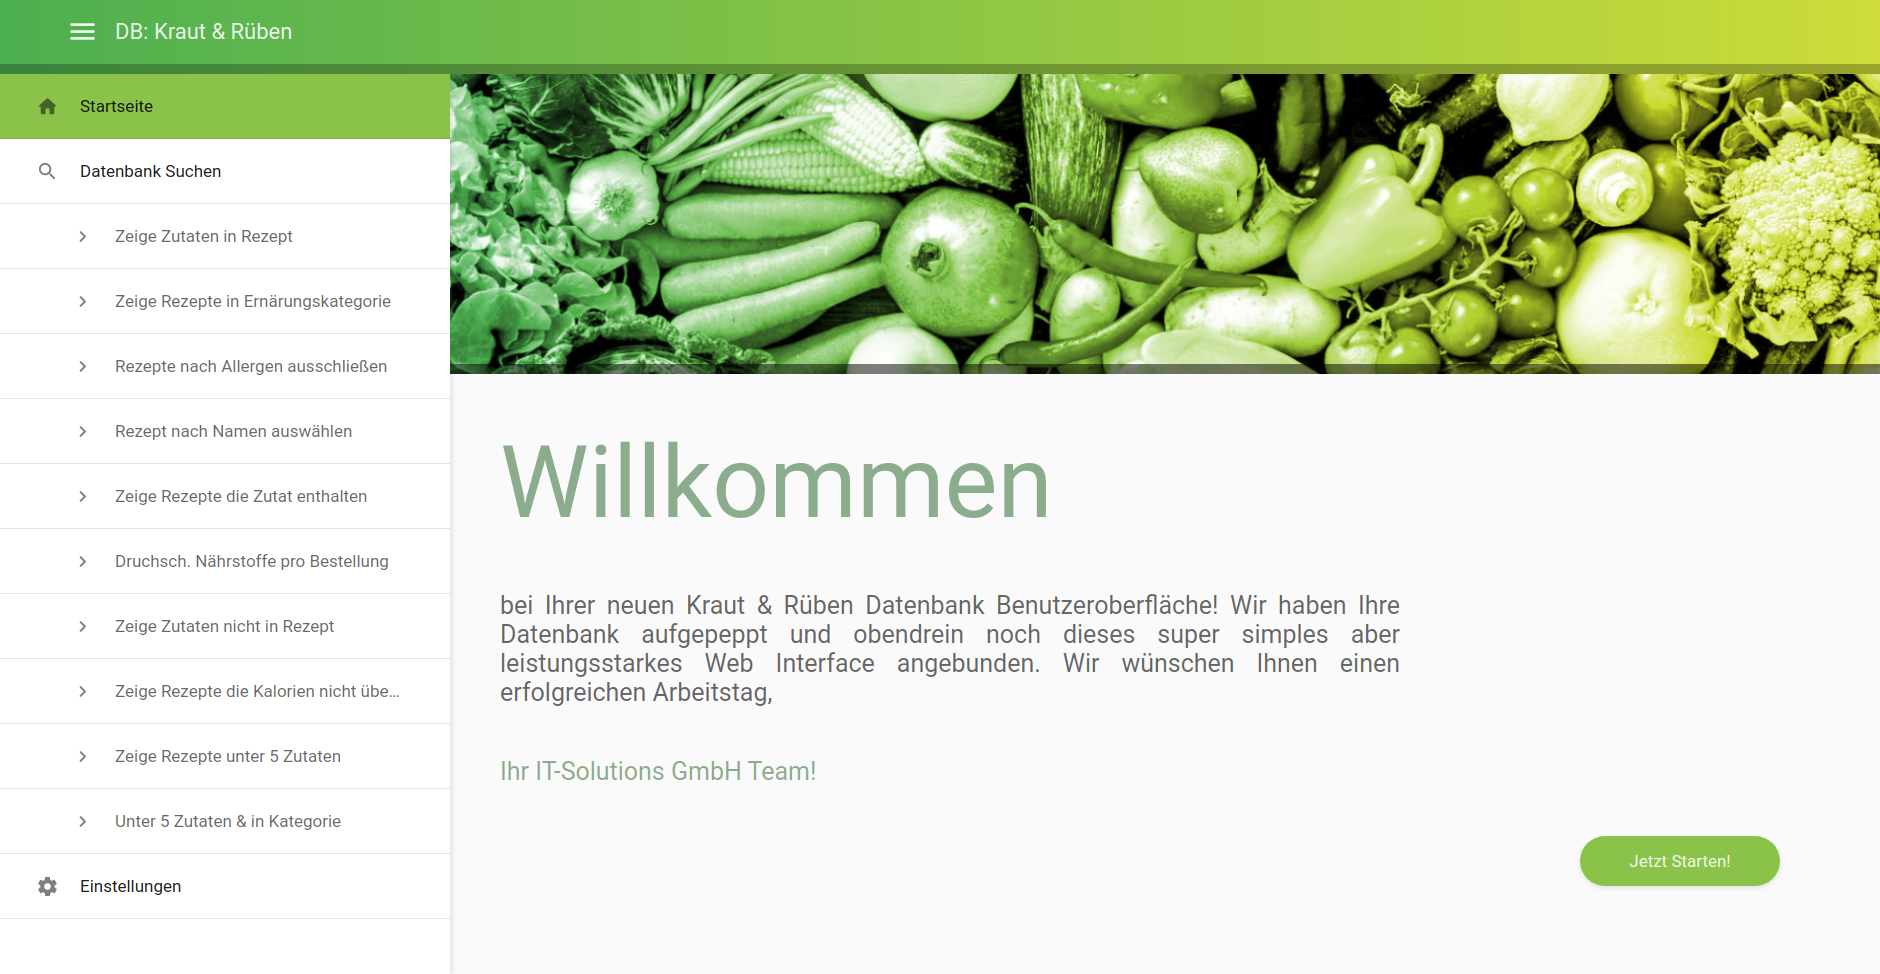 DB: Kraut & Rüben
Startseite
Datenbank Suchen
Zeige Zutaten in Rezept
Zeige Rezepte in Ernärungskategorie
Rezepte nach Allergen ausschließen
Rezept nach Namen auswählen
Zeige Rezepte die Zutat enthalten
Druchsch. Nährstoffe pro Bestellung
Zeige Zutaten nicht in Rezept
Zeige Rezepte die Kalorien nicht übe...
Zeige Rezepte unter 5 Zutaten
Unter 5 Zutaten & in Kategorie
Einstellungen
Willkommen
bei Ihrer neuen Kraut & Rüben Datenbank Benutzeroberfläche! Wir haben Ihre
Datenbank aufgepeppt und obendrein noch dieses super simples aber
leistungsstarkes Web Interface angebunden. Wir wünschen Ihnen einen
erfolgreichen Arbeitstag,
Ihr IT-Solutions GmbH Team!
Jetzt Starten!